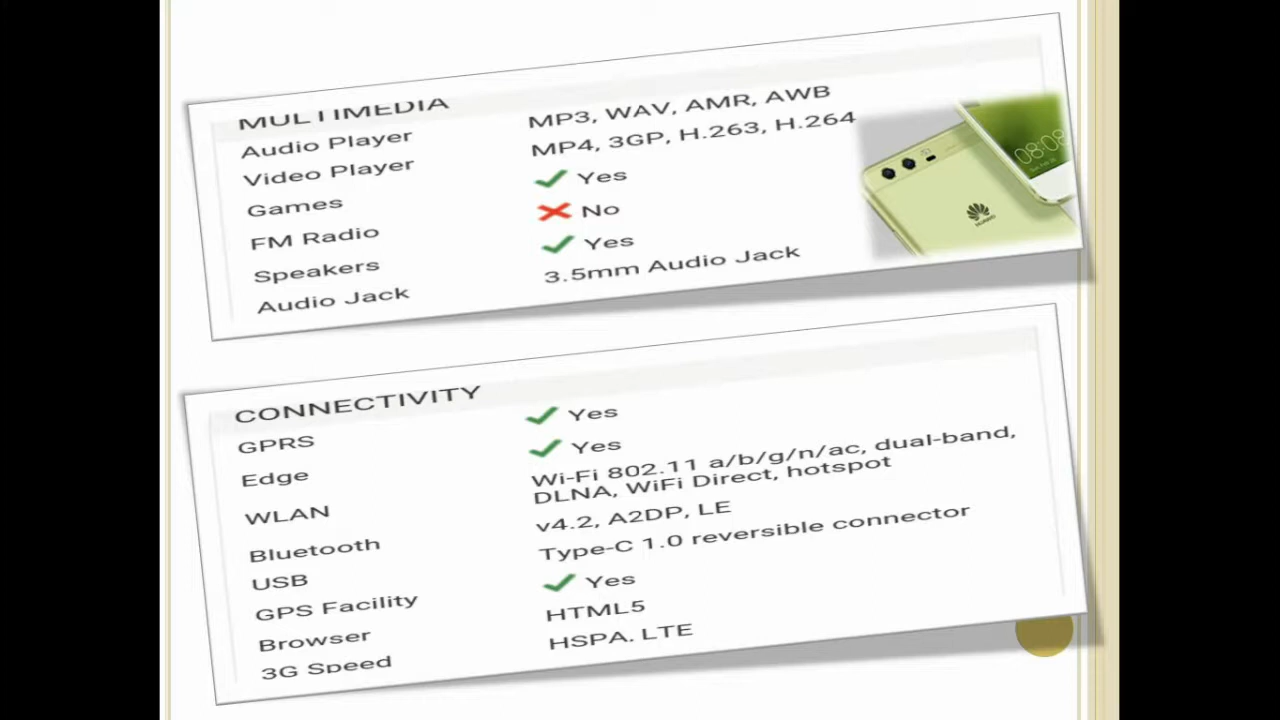 MULTIMEDIA
Audio Player MP3, WAV, AMR, AWB
Video Player MP4, 3GP, H.263, H.264
Games Yes
FM Radio No
Speakers Yes
Audio Jack 3.5mm Audio Jack
08:08
HUAWEI
CONNECTIVITY
GPRS Yes
Edge Yes
WLAN Wi-Fi 802.11 a/b/g/n/ac, dual-band,
DLNA, WiFi Direct, hotspot
Bluetooth v4.2, A2DP, LE
USB Type-C 1.0 reversible connector
GPS Facility Yes
Browser HTML5
3G Speed HSPA, LTE